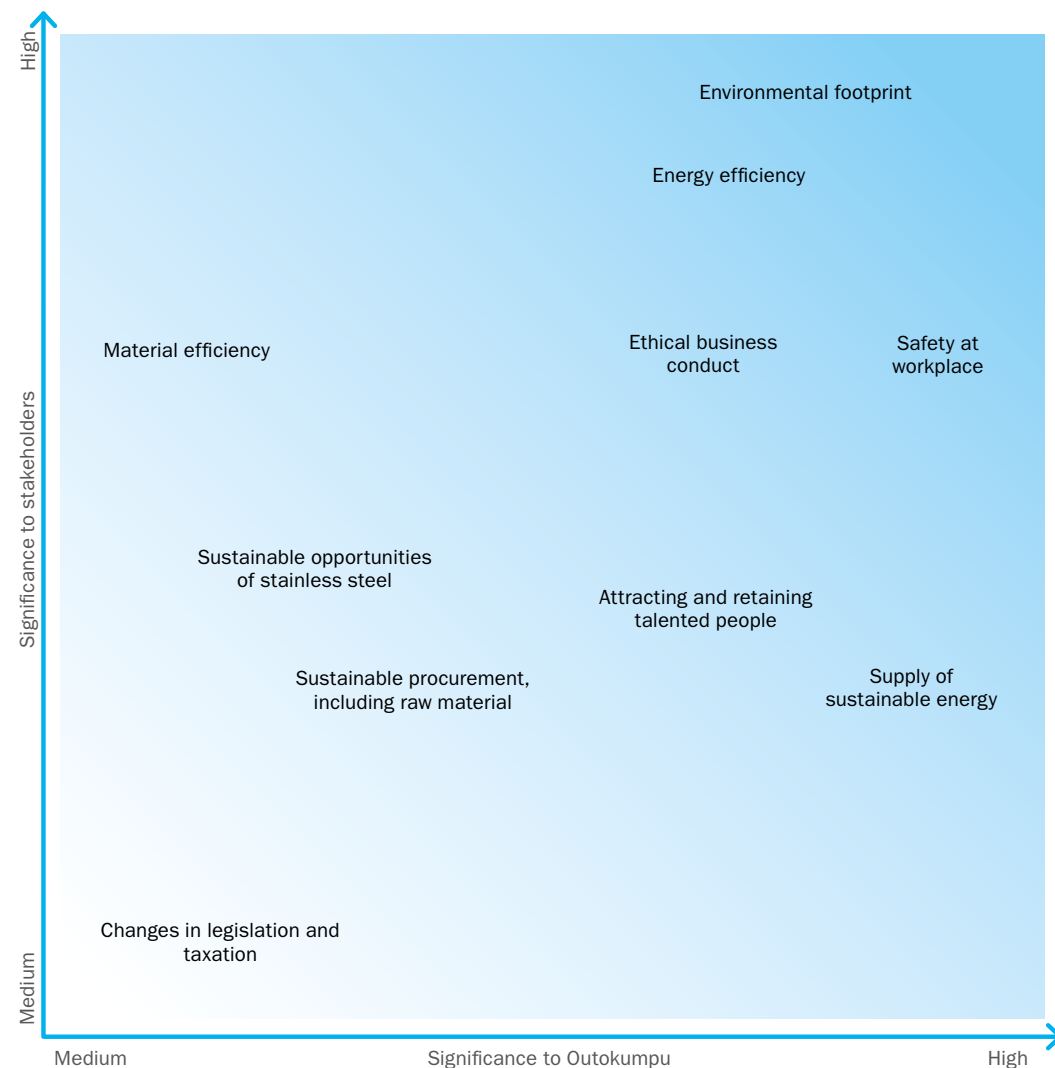 High
Environmental footprint
Energy efficiency
Material efficiency
Ethical business
conduct
Safety at
workplace
Significance to stakeholders
Sustainable opportunities
of stainless steel
Attracting and retaining
talented people
Sustainable procurement,
including raw material
Supply of
sustainable energy
Changes in legislation and
taxation
Medium
Medium
Significance to Outokumpu
High